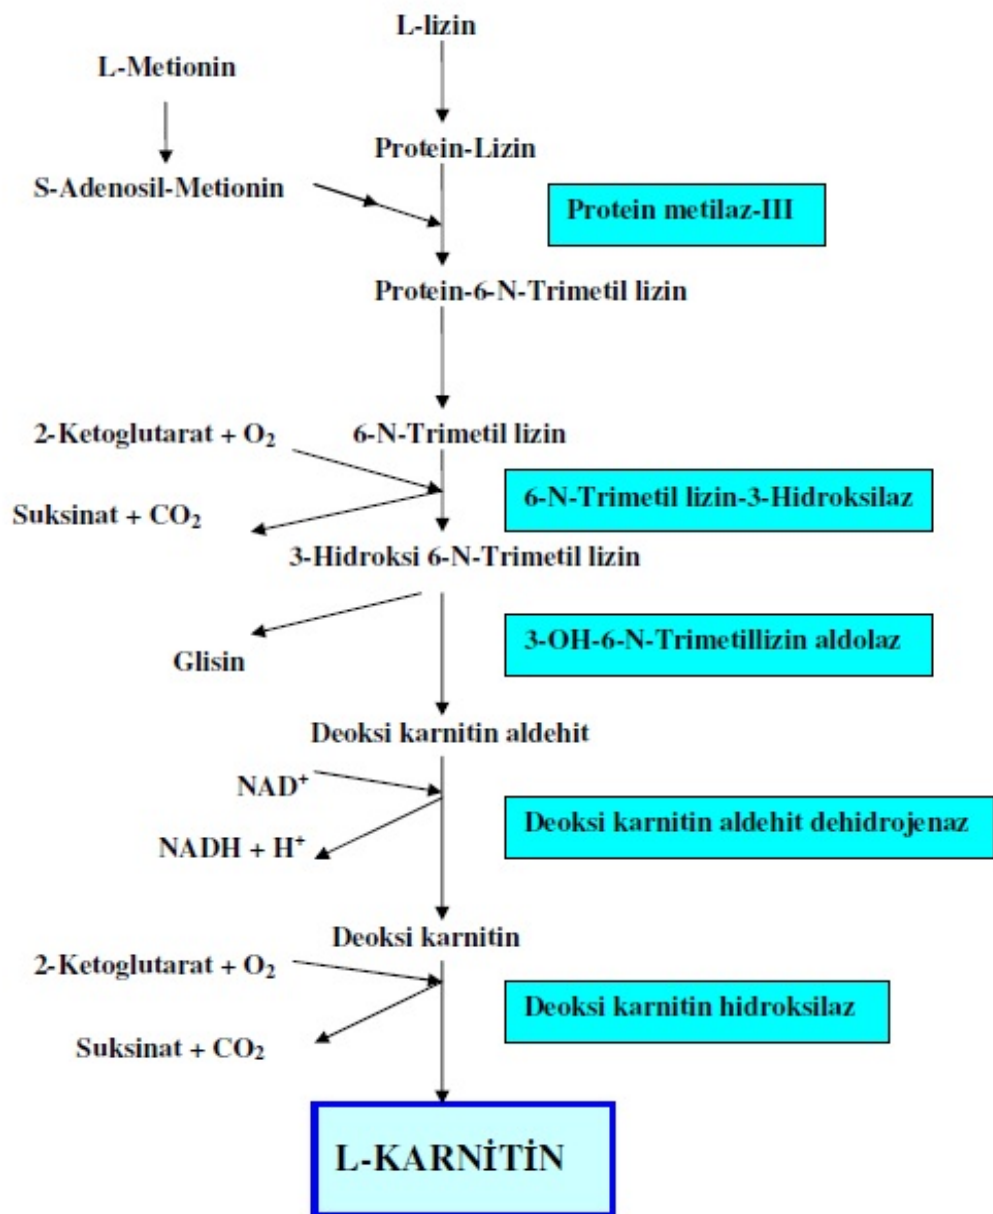 L-lizin
L-Metionin
Protein-Lizin
S-Adenosil-Metionin
Protein metilaz-III
Protein-6-N-Trimetil lizin
2-Ketoglutarat + O₂
6-N-Trimetil lizin
6-N-Trimetil lizin-3-Hidroksilaz
Suksinat + CO₂
3-Hidroksi 6-N-Trimetil lizin
3-OH-6-N-Trimetillizin aldolaz
Glisin
Deoksi karnitin aldehit
NAD⁺
Deoksi karnitin aldehit dehidrojenaz
NADH + H⁺
Deoksi karnitin
2-Ketoglutarat + O₂
Deoksi karnitin hidroksilaz
Suksinat + CO₂
L-KARNİTİN